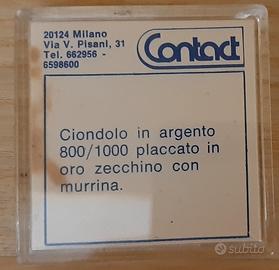 20124 Milano
Via V. Pisani, 31
Tel. 662956 -
6598600
Contact
Ciondolo in argento
800/1000 placcato in
oro zecchino con
murrina.
subito